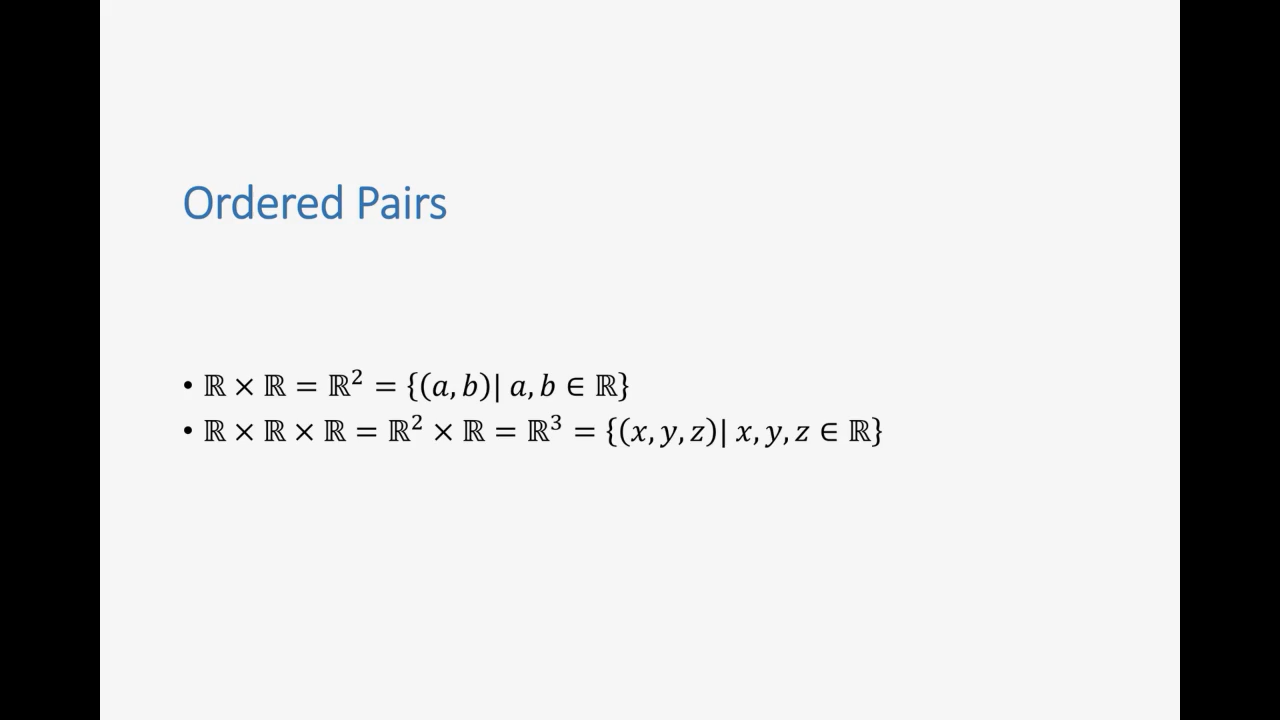 Ordered Pairs
• ℝ × ℝ = ℝ² = {(a, b)| a, b ∈ ℝ}
• ℝ × ℝ × ℝ = ℝ² × ℝ = ℝ³ = {(x, y, z)| x, y, z ∈ ℝ}